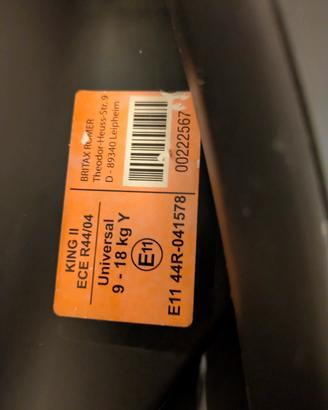 BRITAX RÖMER
Theodor-Heuss-Str. 9
D - 89340 Leipheim
00222567
KING II
ECE R44/04
Universal
9 - 18 kg Y
E11
E11 44R-041578